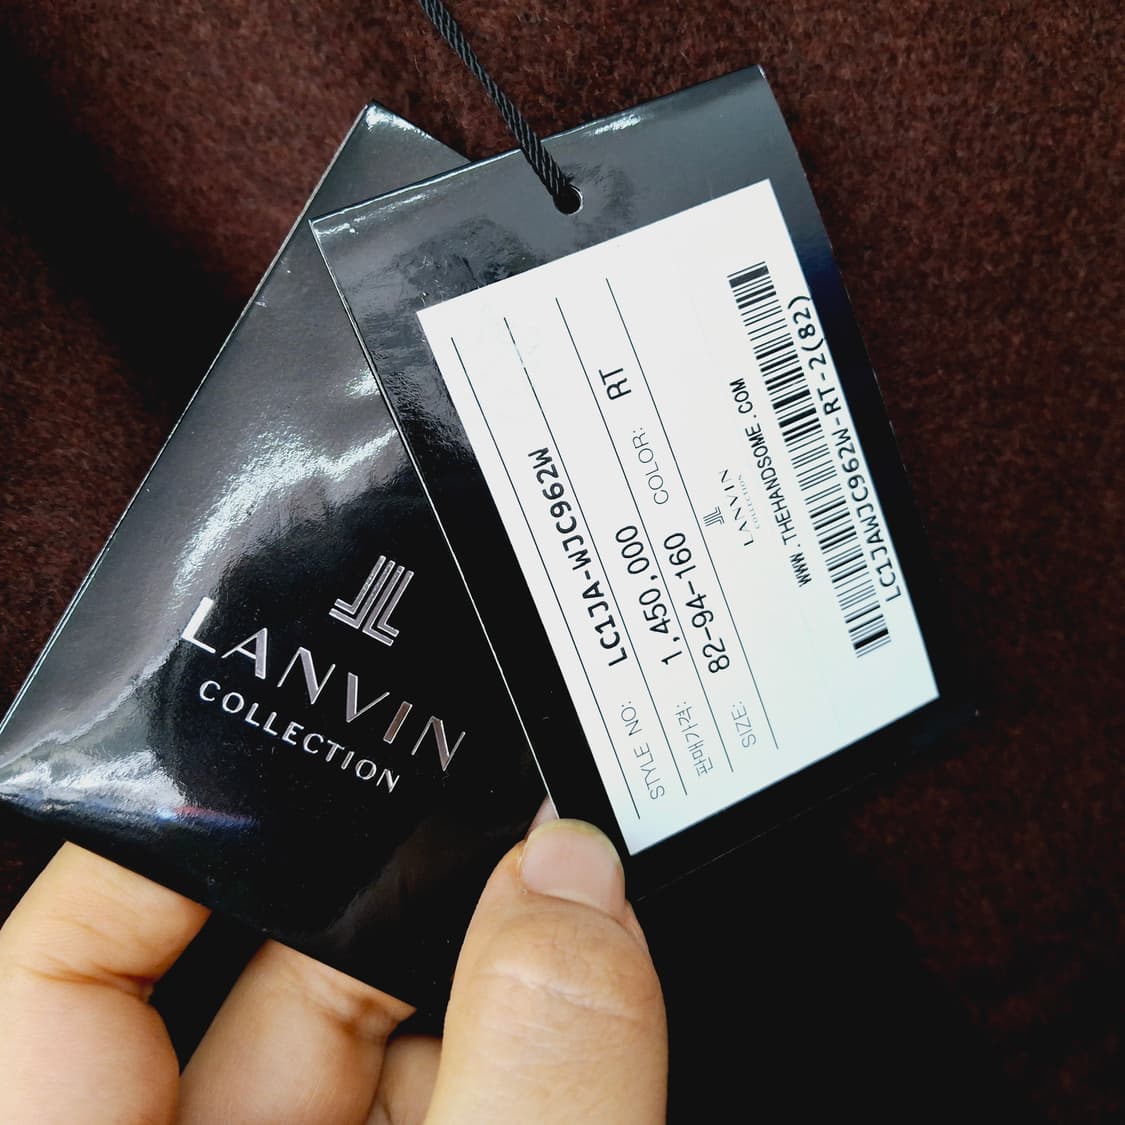 LANVIN
COLLECTION
STYLE NO: LC1JA-WJC962W
판매가격: 1,450,000
SIZE: 82-94-160 COLOR: RT
LANVIN
COLLECTION
WWW.THEHANDSOME.COM
LC1JAWJC962W-RT-2(82)